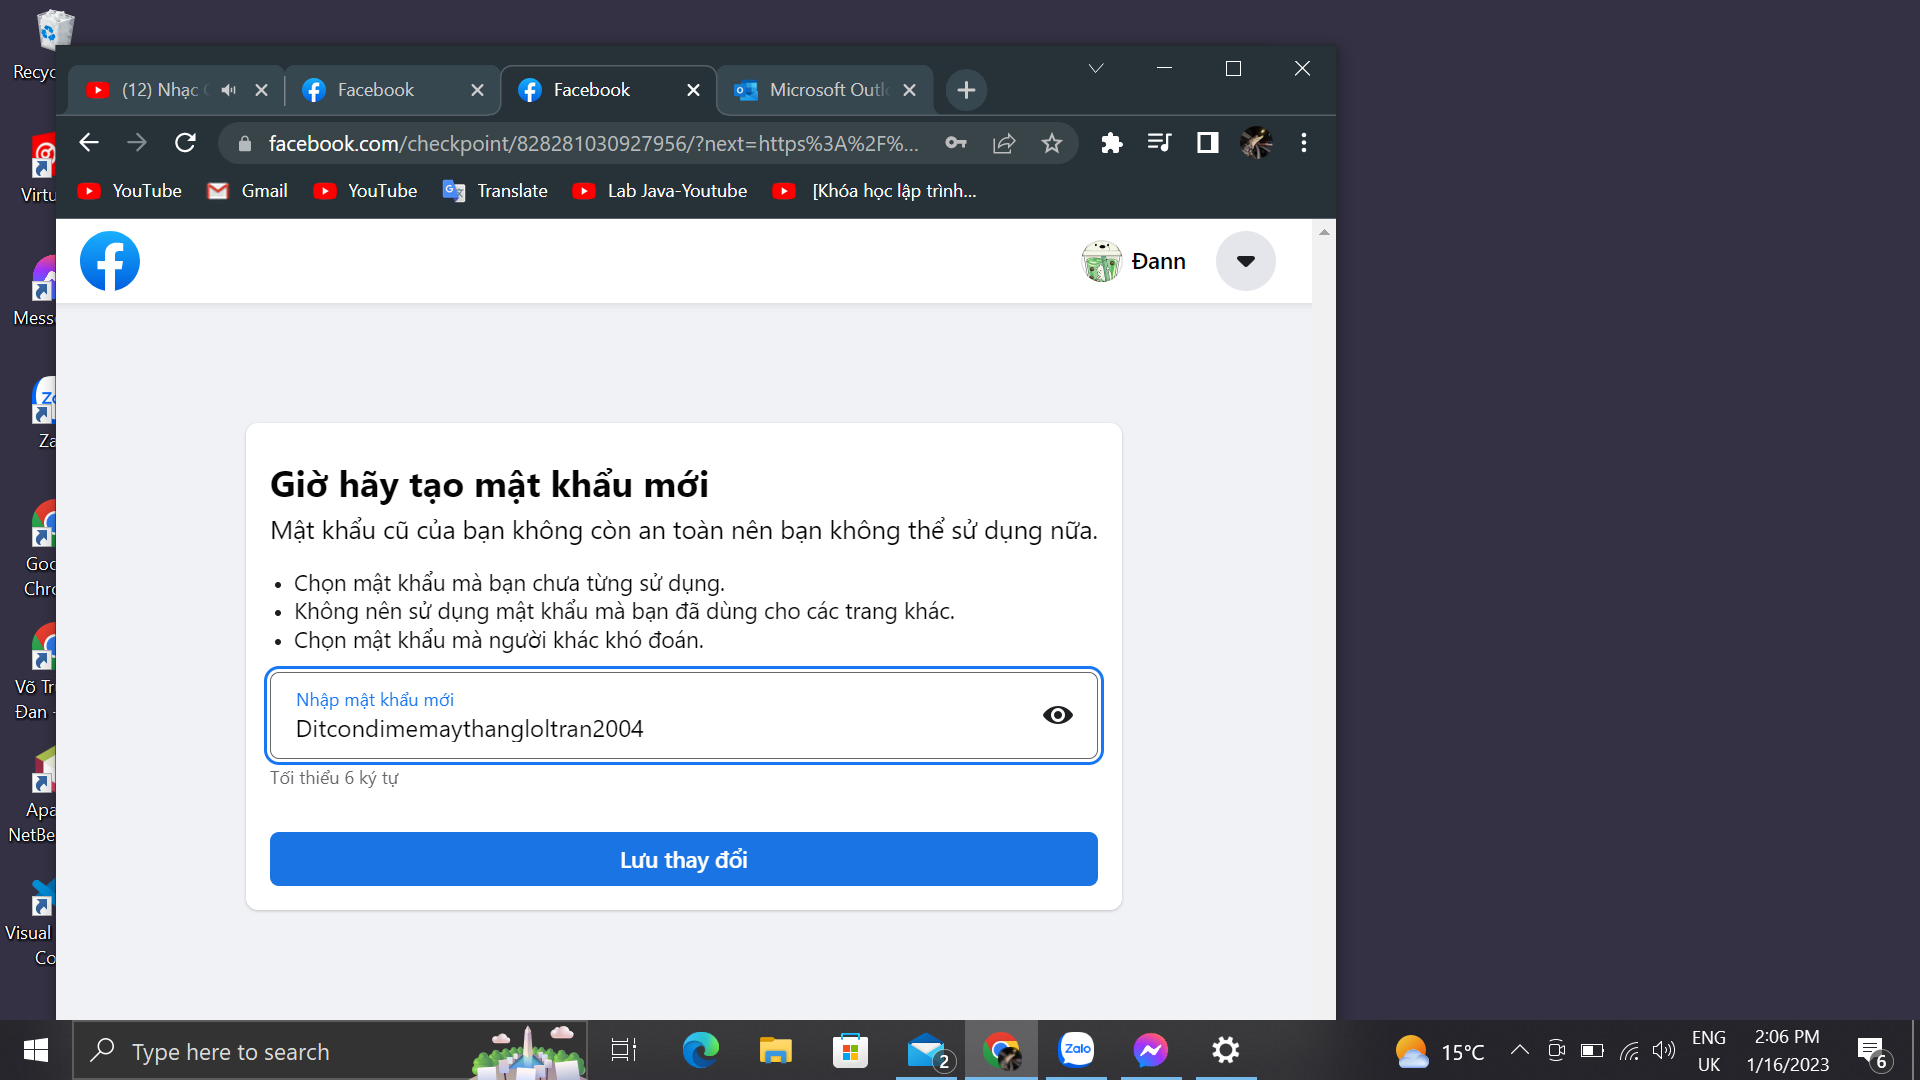 Recyc
(12) Nhạc
Facebook
Facebook
Microsoft Outl
facebook.com/checkpoint/828281030927956/?next=https%3A%2F%...
YouTube
Gmail
YouTube
Translate
Lab Java-Youtube
[Khóa học lập trình...
Virtu
Mess
Za
Goo
Chro
Võ Tr
Đan -
Apa
NetBe
Visual
Co
Đann
Giờ hãy tạo mật khẩu mới
Mật khẩu cũ của bạn không còn an toàn nên bạn không thể sử dụng nữa.
• Chọn mật khẩu mà bạn chưa từng sử dụng.
• Không nên sử dụng mật khẩu mà bạn đã dùng cho các trang khác.
• Chọn mật khẩu mà người khác khó đoán.
Nhập mật khẩu mới
Ditcondimemaythangloltran2004
Tối thiểu 6 ký tự
Lưu thay đổi
Type here to search
2
Zalo
15°C
ENG
UK
2:06 PM
1/16/2023
6